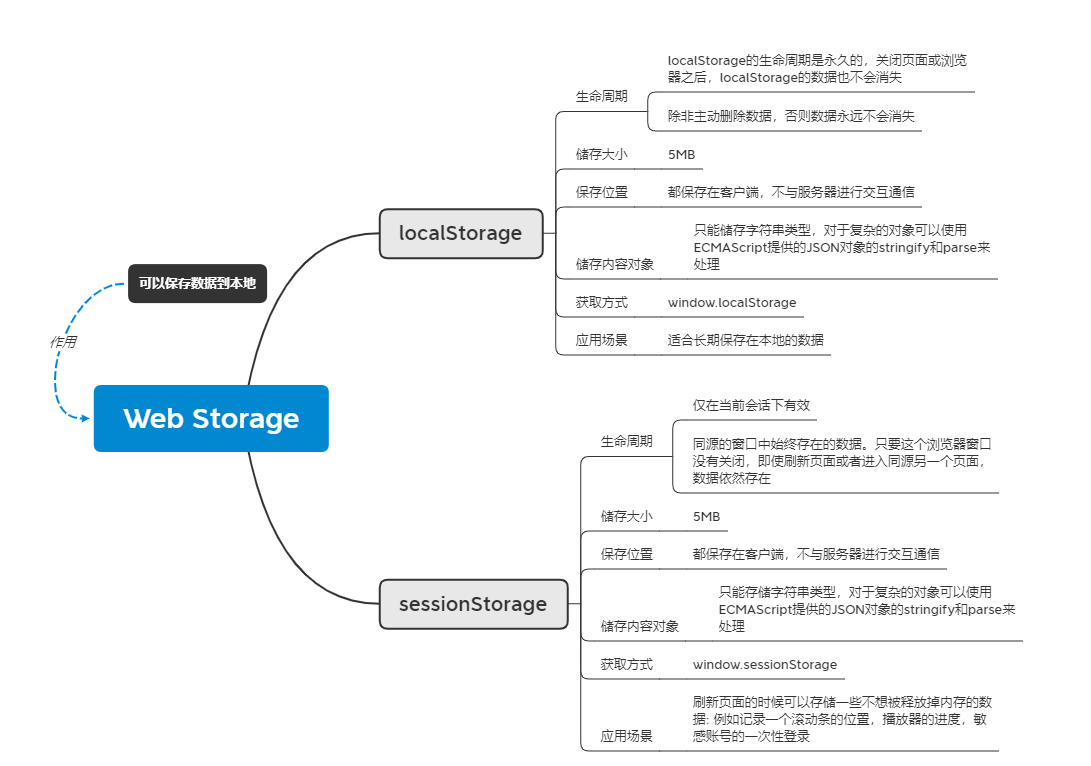 可以保存数据到本地
作用
Web Storage
localStorage
生命周期
localStorage的生命周期是永久的，关闭页面或浏览
器之后，localStorage的数据也不会消失
除非主动删除数据，否则数据永远不会消失
储存大小
5MB
保存位置
都保存在客户端，不与服务器进行交互通信
储存内容对象
只能储存字符串类型，对于复杂的对象可以使用
ECMAScript提供的JSON对象的stringify和parse来
处理
获取方式
window.localStorage
应用场景
适合长期保存在本地的数据
sessionStorage
生命周期
仅在当前会话下有效
同源的窗口中始终存在的数据。只要这个浏览器窗口
没有关闭，即使刷新页面或者进入同源另一个页面，
数据依然存在
储存大小
5MB
保存位置
都保存在客户端，不与服务器进行交互通信
储存内容对象
只能存储字符串类型，对于复杂的对象可以使用
ECMAScript提供的JSON对象的stringify和parse来
处理
获取方式
window.sessionStorage
应用场景
刷新页面的时候可以存储一些不想被释放掉内存的数
据: 例如记录一个滚动条的位置，播放器的进度，敏
感账号的一次性登录